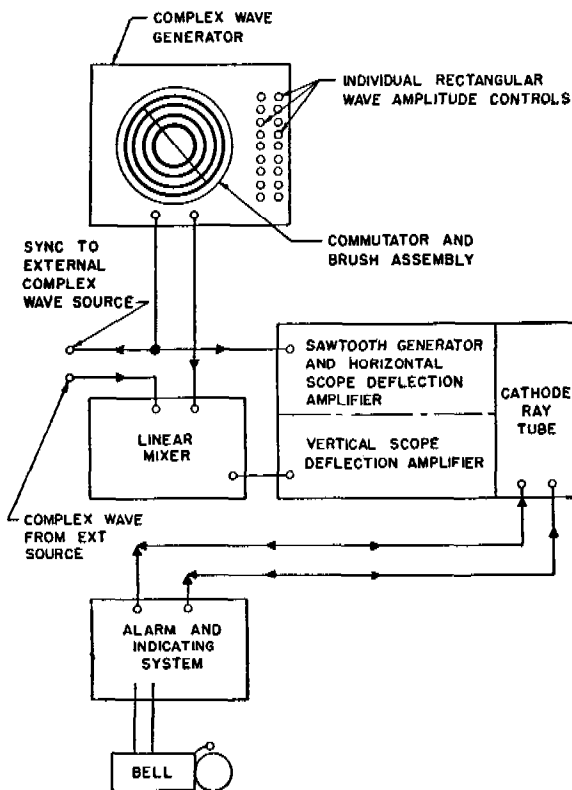 COMPLEX WAVE
GENERATOR
INDIVIDUAL RECTANGULAR
WAVE AMPLITUDE CONTROLS
COMMUTATOR AND
BRUSH ASSEMBLY
SYNC TO
EXTERNAL
COMPLEX
WAVE SOURCE
SAWTOOTH GENERATOR
AND HORIZONTAL
SCOPE DEFLECTION
AMPLIFIER
CATHODE
RAY
TUBE
LINEAR
MIXER
VERTICAL SCOPE
DEFLECTION AMPLIFIER
COMPLEX WAVE
FROM EXT
SOURCE
ALARM AND
INDICATING
SYSTEM
BELL